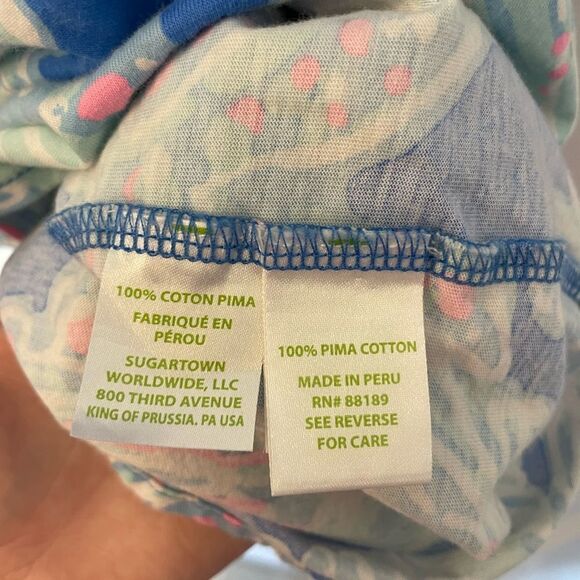 100% COTON PIMA
FABRIQUÉ EN
PÉROU
SUGARTOWN
WORLDWIDE, LLC
800 THIRD AVENUE
KING OF PRUSSIA, PA USA
100% PIMA COTTON
MADE IN PERU
RN# 88189
SEE REVERSE
FOR CARE